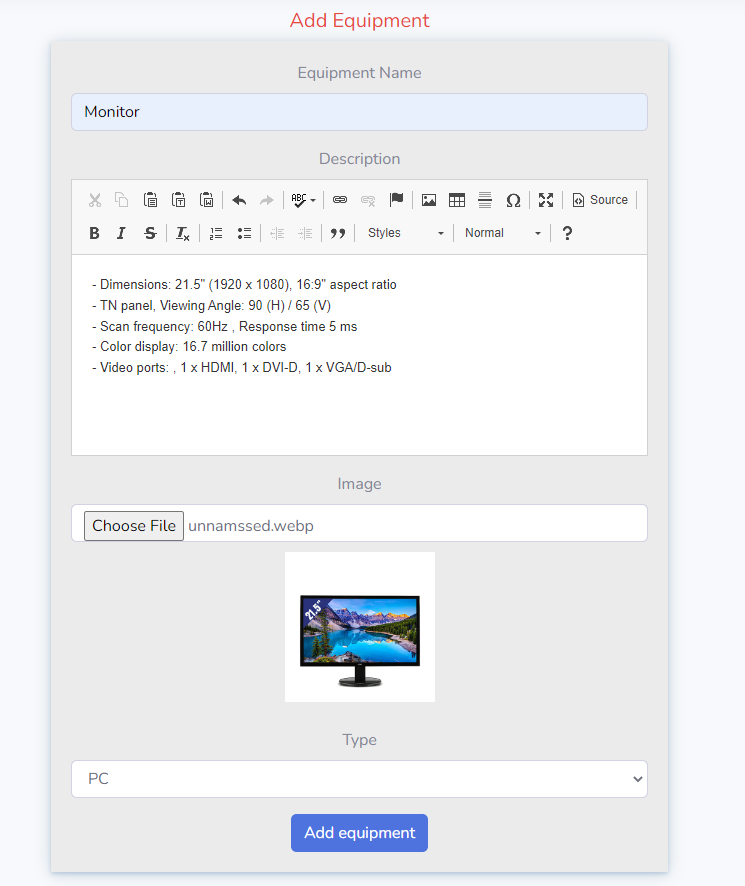 Add Equipment
Equipment Name
Monitor
Description
ABC
Ω
Source
B I S Tx
Styles
Normal
?
- Dimensions: 21.5" (1920 x 1080), 16:9" aspect ratio
- TN panel, Viewing Angle: 90 (H) / 65 (V)
- Scan frequency: 60Hz , Response time 5 ms
- Color display: 16.7 million colors
- Video ports: , 1 x HDMI, 1 x DVI-D, 1 x VGA/D-sub
Image
Choose File unnamssed.webp
21.5"
Type
PC
Add equipment